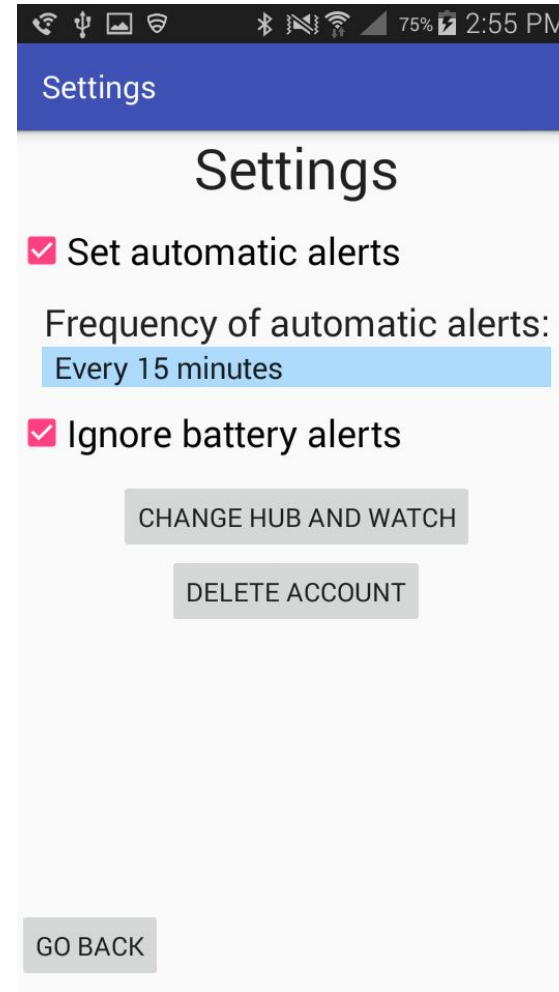 75% 2:55 PM
Settings
Settings
Set automatic alerts
Frequency of automatic alerts:
Every 15 minutes
Ignore battery alerts
CHANGE HUB AND WATCH
DELETE ACCOUNT
GO BACK